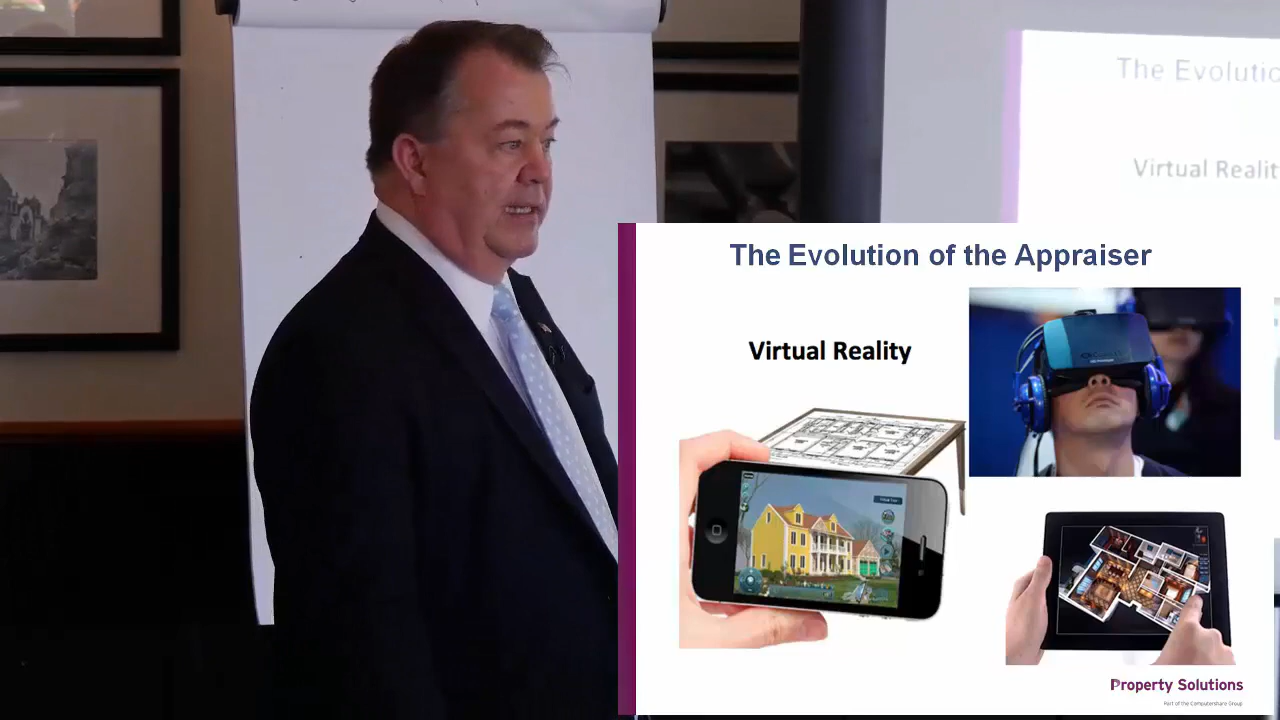 The Evolutio
Virtual Realit
The Evolution of the Appraiser
Virtual Reality
Property Solutions
Part of the Computershare Group